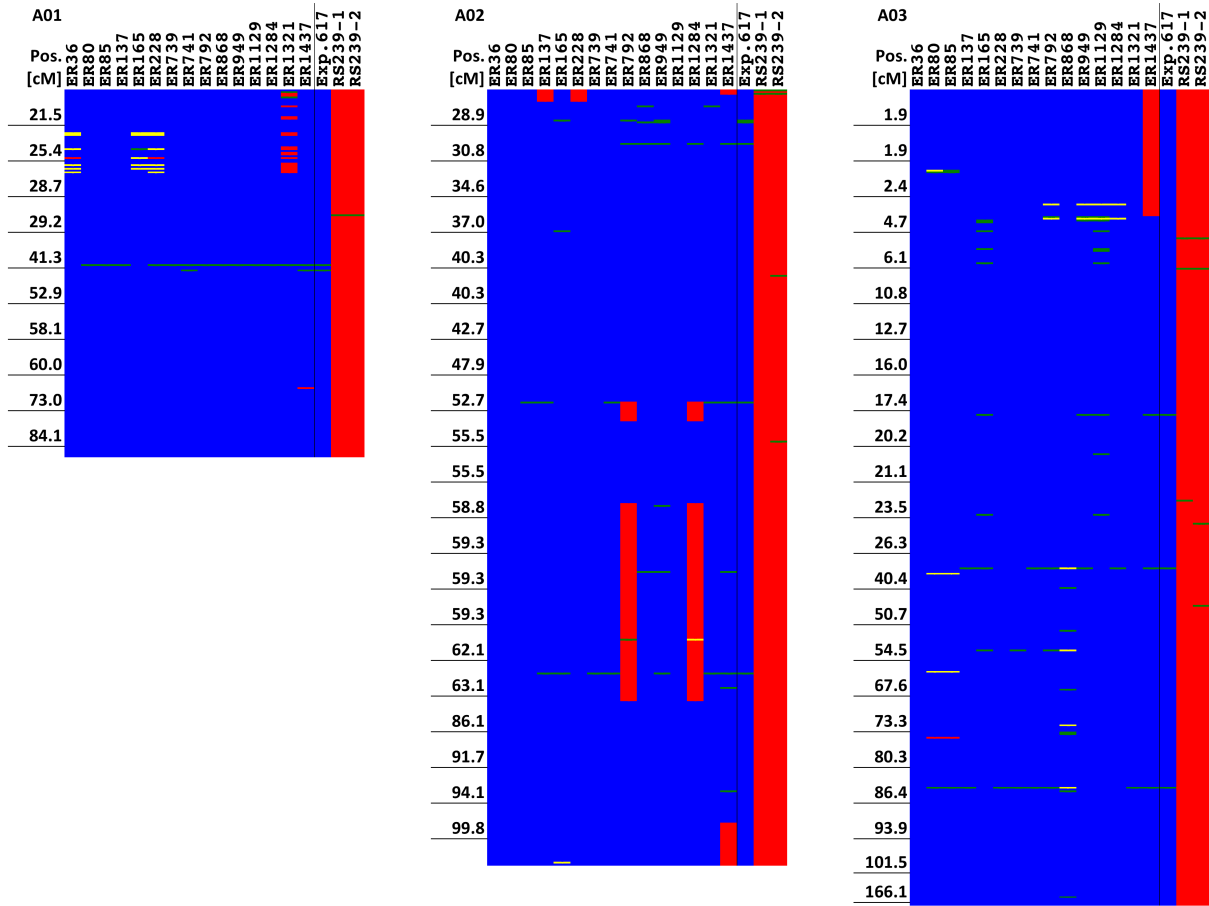 A01
Pos.
[cM]
ER36
ER80
ER85
ER137
ER165
ER228
ER739
ER741
ER792
ER868
ER949
ER1129
ER1284
ER1321
ER1437
Exp.617
RS239-1
RS239-2
21.5
25.4
28.7
29.2
41.3
52.9
58.1
60.0
73.0
84.1
A02
Pos.
[cM]
ER36
ER80
ER85
ER137
ER165
ER228
ER739
ER741
ER792
ER868
ER949
ER1129
ER1284
ER1321
ER1437
Exp.617
RS239-1
RS239-2
28.9
30.8
34.6
37.0
40.3
40.3
42.7
47.9
52.7
55.5
55.5
58.8
59.3
59.3
59.3
62.1
63.1
86.1
91.7
94.1
99.8
A03
Pos.
[cM]
ER36
ER80
ER85
ER137
ER165
ER228
ER739
ER741
ER792
ER868
ER949
ER1129
ER1284
ER1321
ER1437
Exp.617
RS239-1
RS239-2
1.9
1.9
2.4
4.7
6.1
10.8
12.7
16.0
17.4
20.2
21.1
23.5
26.3
40.4
50.7
54.5
67.6
73.3
80.3
86.4
93.9
101.5
166.1